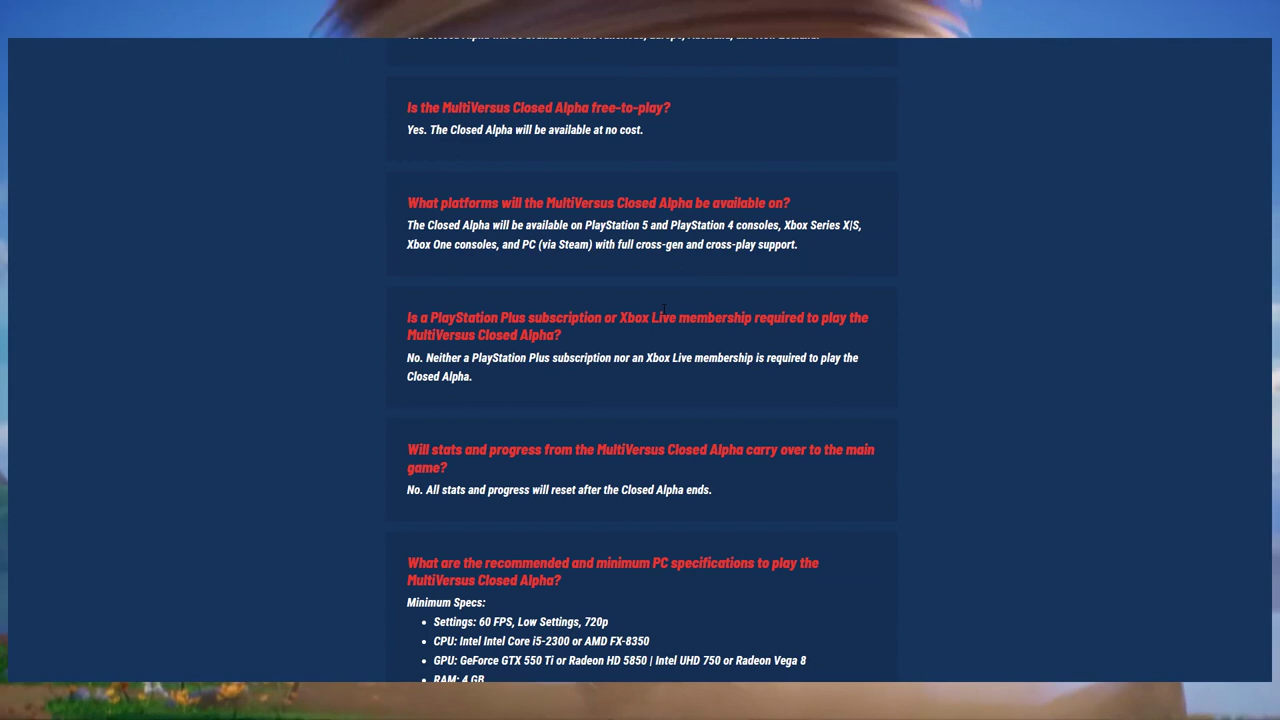 Is the MultiVersus Closed Alpha free-to-play?
Yes. The Closed Alpha will be available at no cost.
What platforms will the MultiVersus Closed Alpha be available on?
The Closed Alpha will be available on PlayStation 5 and PlayStation 4 consoles, Xbox Series X|S,
Xbox One consoles, and PC (via Steam) with full cross-gen and cross-play support.
Is a PlayStation Plus subscription or Xbox Live membership required to play the
MultiVersus Closed Alpha?
No. Neither a PlayStation Plus subscription nor an Xbox Live membership is required to play the
Closed Alpha.
Will stats and progress from the MultiVersus Closed Alpha carry over to the main
game?
No. All stats and progress will reset after the Closed Alpha ends.
What are the recommended and minimum PC specifications to play the
MultiVersus Closed Alpha?
Minimum Specs:
• Settings: 60 FPS, Low Settings, 720p
• CPU: Intel Intel Core i5-2300 or AMD FX-8350
• GPU: GeForce GTX 550 Ti or Radeon HD 5850 | Intel UHD 750 or Radeon Vega 8
• RAM: 4 GB